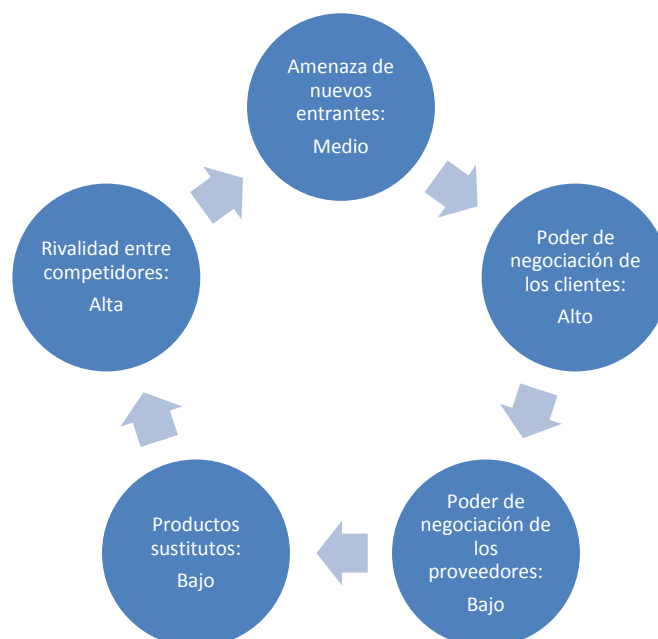 Amenaza de
nuevos
entrantes:
Medio
Poder de
negociación de
los clientes:
Alto
Poder de
negociación de
los
proveedores:
Bajo
Productos
sustitutos:
Bajo
Rivalidad entre
competidores:
Alta